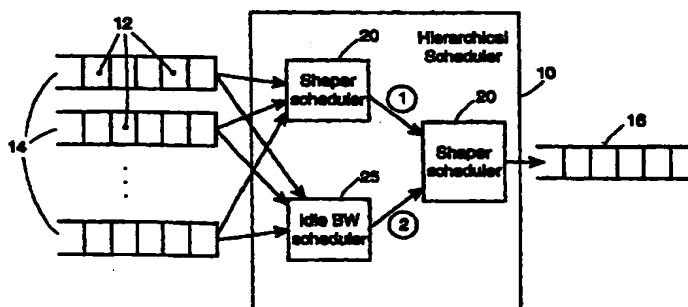 12
14
20
Shaper
scheduler
Hierarchical
Scheduler
10
1
20
Shaper
scheduler
16
25
Idle BW
scheduler
2